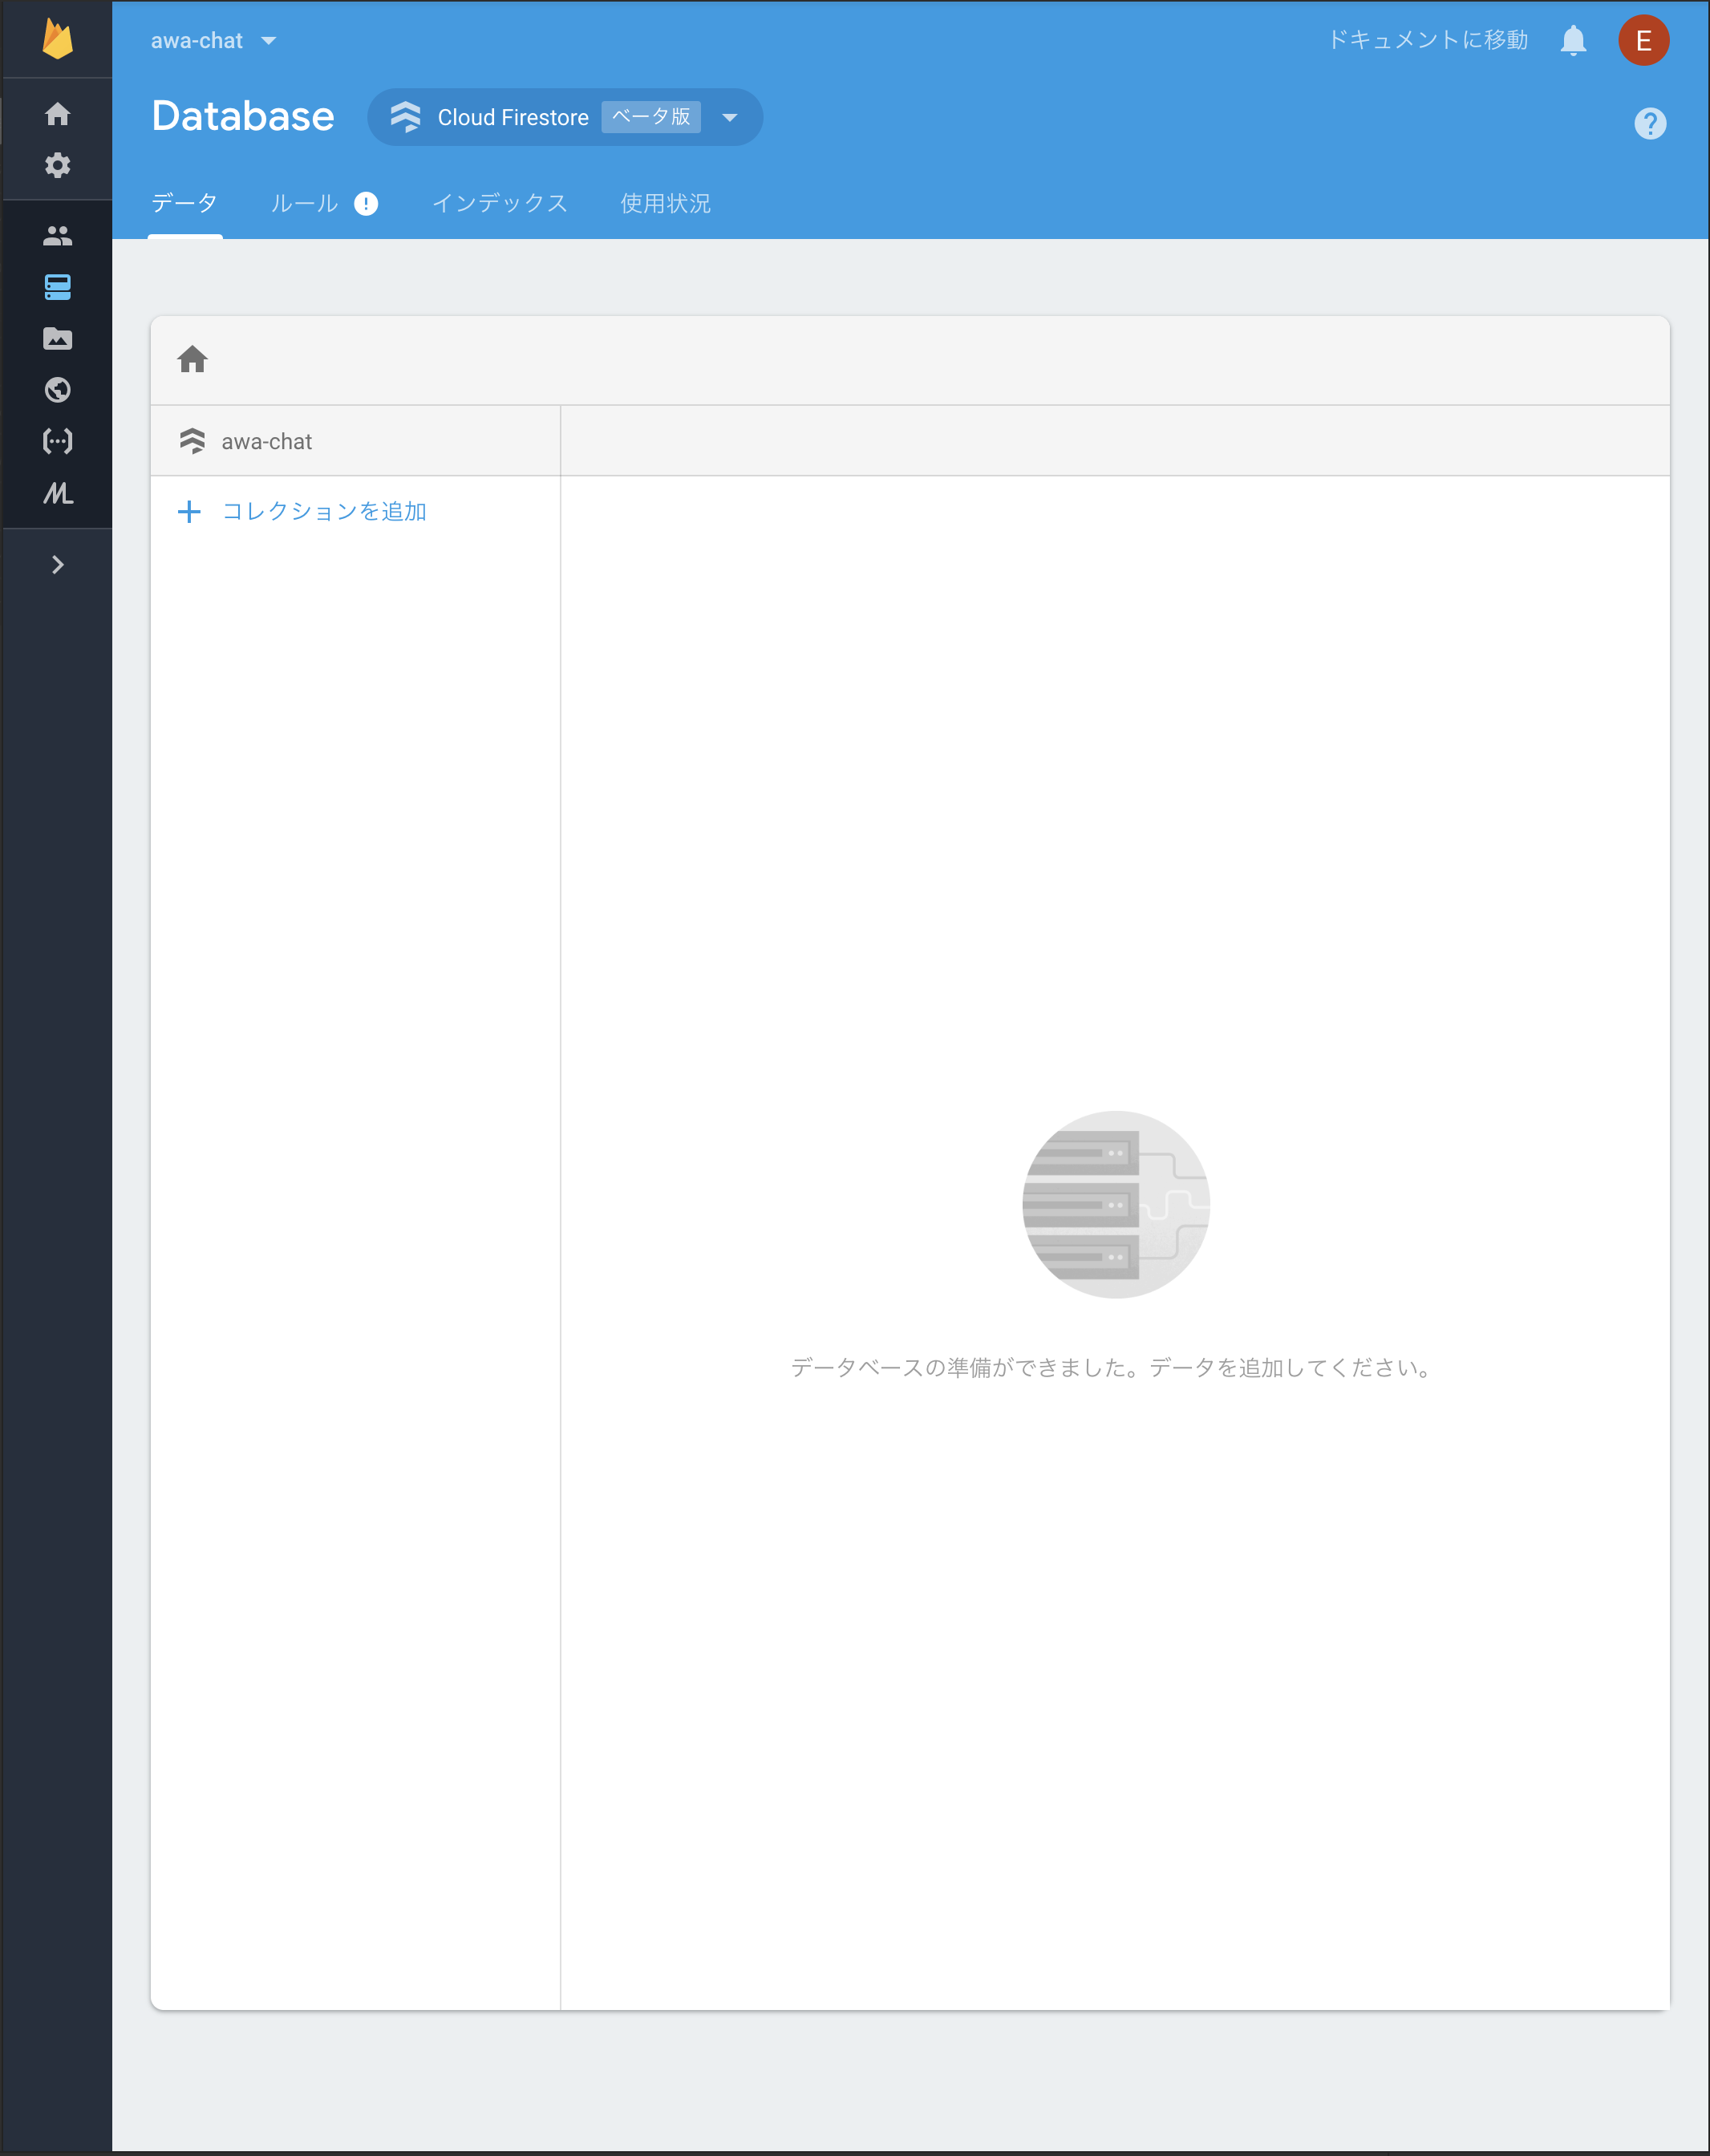 awa-chat
ドキュメントに移動
E
Database
Cloud Firestore
ベータ版
?
データ
ルール !
インデックス
使用状況
ML
awa-chat
+ コレクションを追加
データベースの準備ができました。データを追加してください。